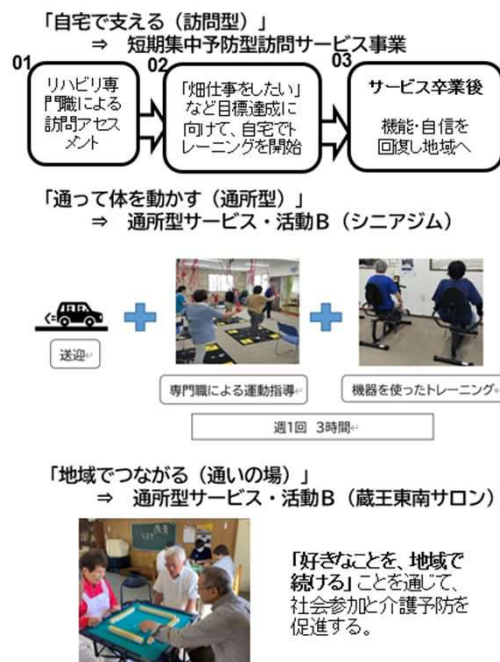 「自宅で支える（訪問型）」
⇒ 短期集中予防型訪問サービス事業
01
リハビリ専
門職による
訪問アセス
メント
02
「畑仕事をしたい」
など目標達成に
向けて、自宅でト
レーニングを開始
03
サービス卒業後
機能・自信を
回復し地域へ
「通って体を動かす（通所型）」
⇒ 通所型サービス・活動B（シニアジム）
送迎
専門職による運動指導
機器を使ったトレーニング
週1回 3時間
「地域でつながる（通いの場）」
⇒ 通所型サービス・活動B（蔵王東南サロン）
「好きなことを、地域で
続ける」ことを通じて、
社会参加と介護予防を
促進する。